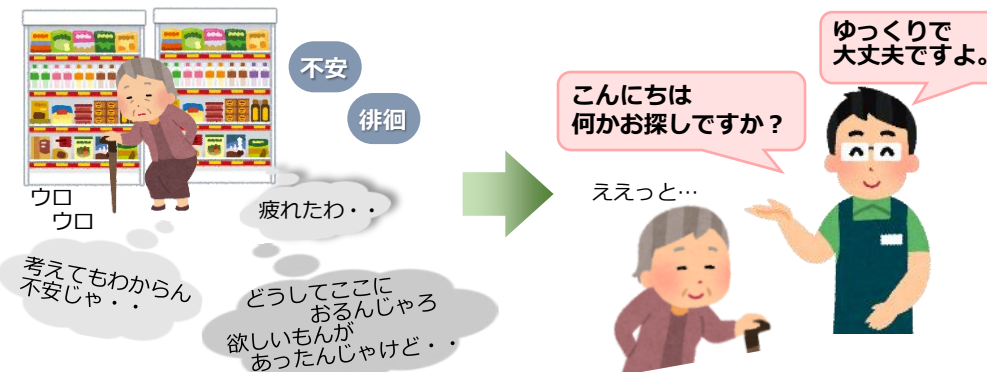 不安
徘徊
ウロ
ウロ
疲れたわ・・
考えてもわからん
不安じゃ・・
どうしてここに
おるんじゃろ
欲しいもんが
あったんじゃけど・・
こんにちは
何かお探しですか？
ゆっくりで
大丈夫ですよ。
ええっと…